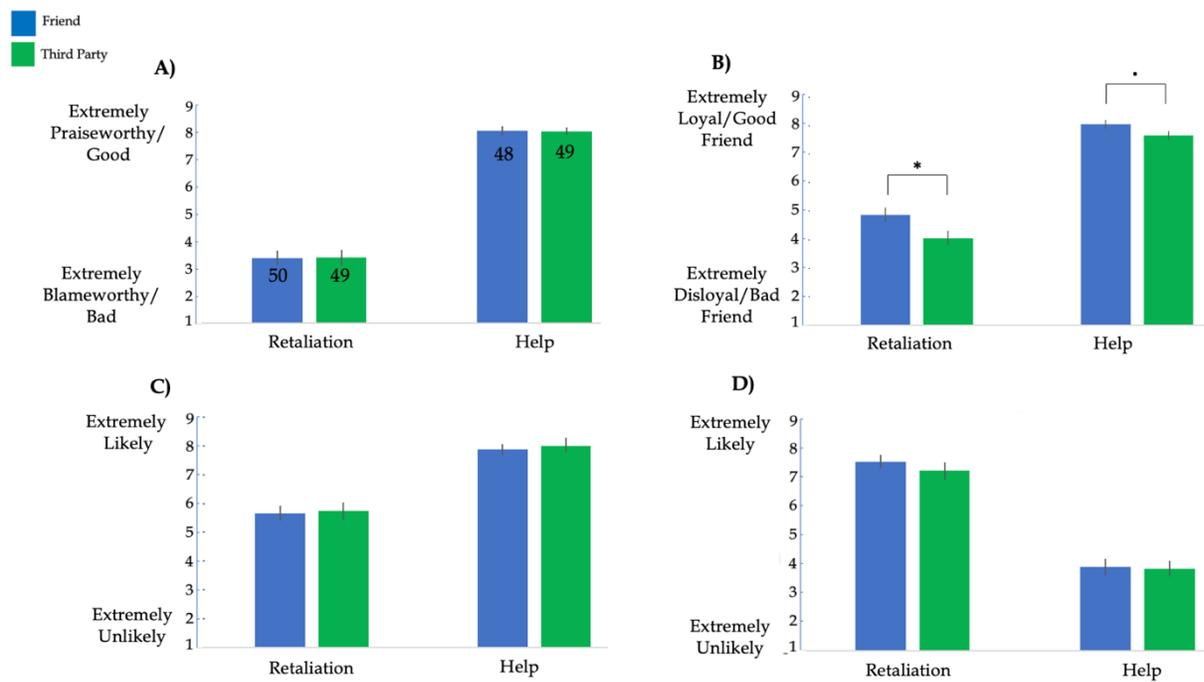 Friend
Third Party
A)
Extremely
Praiseworthy/
Good
Extremely
Blameworthy/
Bad
9
8
7
6
5
4
3
2
1
50
49
48
49
Retaliation
Help
B)
Extremely
Loyal/Good
Friend
Extremely
Disloyal/Bad
Friend
9
8
7
6
5
4
3
2
1
*
•
Retaliation
Help
C)
Extremely
Likely
Extremely
Unlikely
9
8
7
6
5
4
3
2
1
Retaliation
Help
D)
Extremely
Likely
Extremely
Unlikely
9
8
7
6
5
4
3
2
1
Retaliation
Help